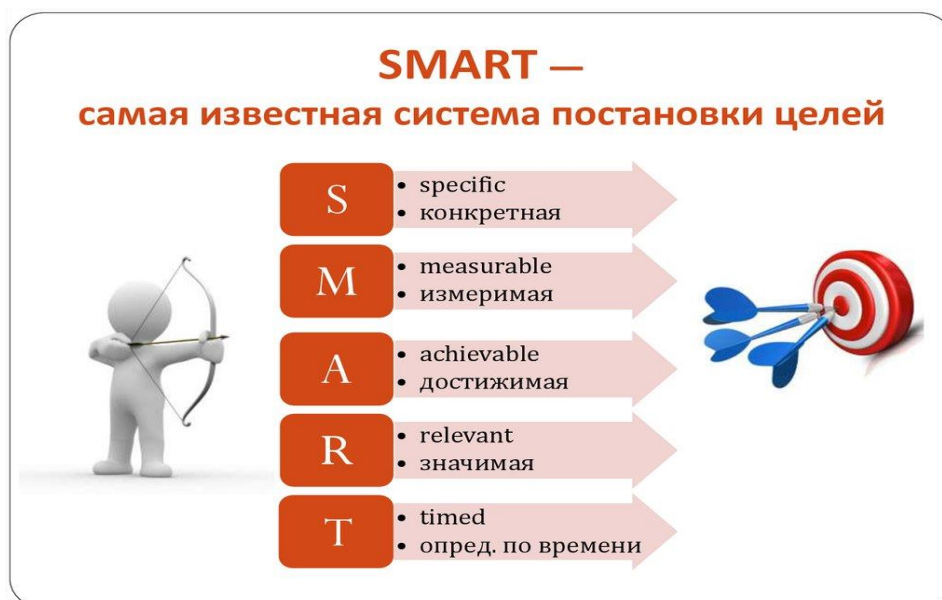 SMART —
самая известная система постановки целей
S
• specific
• конкретная
M
• measurable
• измеримая
A
• achievable
• достижимая
R
• relevant
• значимая
T
• timed
• опред. по времени